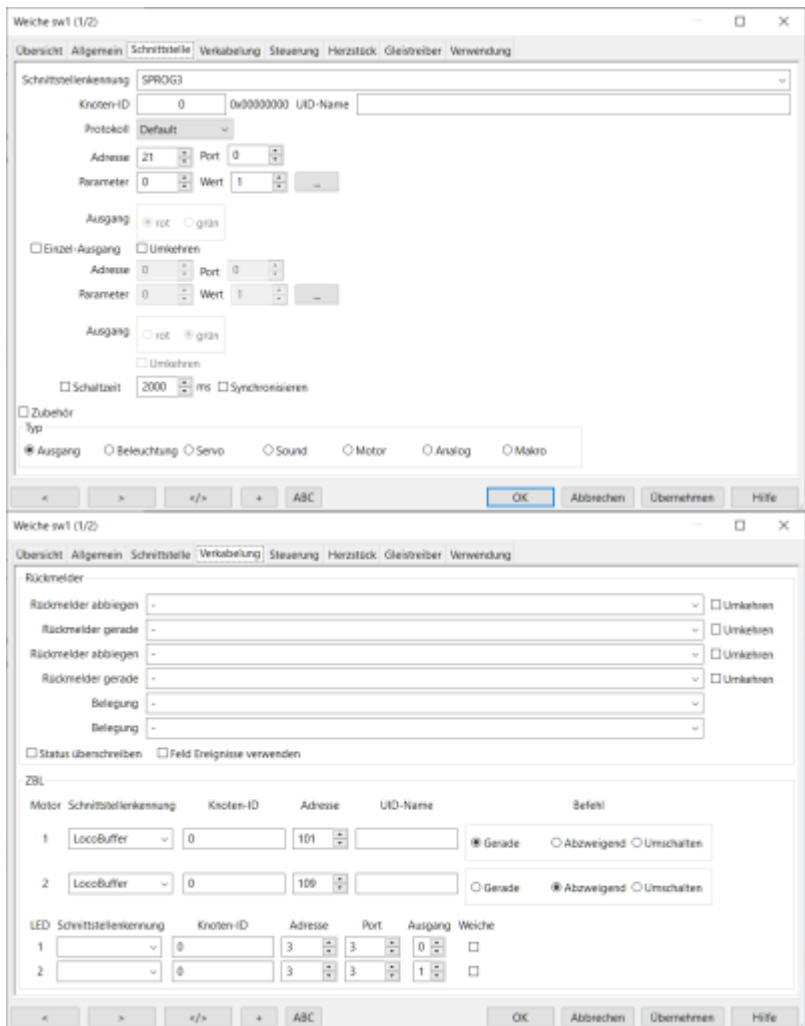 Weiche sw1 (1/2)
Übersicht Allgemein Schnittstelle Verkabelung Steuerung Herzstück Gleistreiber Verwendung
Schnittstellenkennung SPROG3
Knoten-ID 0 0x00000000 UID-Name
Protokoll Default
Adresse 21 Port 0
Parameter 0 Wert 1 ...
Ausgang rot grün
Einzel-Ausgang Umkehren
Adresse 0 Port 0
Parameter 0 Wert 1 ...
Ausgang rot grün
Umkehren
Schaltzeit 2000 ms Synchronisieren
Zubehör
Typ
Ausgang Beleuchtung Servo Sound Motor Analog Makro
< > </> + ABC OK Abbrechen Übernehmen Hilfe
Weiche sw1 (1/2)
Übersicht Allgemein Schnittstelle Verkabelung Steuerung Herzstück Gleistreiber Verwendung
Rückmelder
Rückmelder abbiegen - Umkehren
Rückmelder gerade - Umkehren
Rückmelder abbiegen - Umkehren
Rückmelder gerade - Umkehren
Belegung -
Belegung -
Status überschreiben Feld Ereignisse verwenden
ZBL
Motor Schnittstellenkennung Knoten-ID Adresse UID-Name Befehl
1 LocoBuffer 0 101 Gerade Abzweigend Umschalten
2 LocoBuffer 0 109 Gerade Abzweigend Umschalten
LED Schnittstellenkennung Knoten-ID Adresse Port Ausgang Weiche
1 0 3 3 0
2 0 3 3 1
< > </> + ABC OK Abbrechen Übernehmen Hilfe